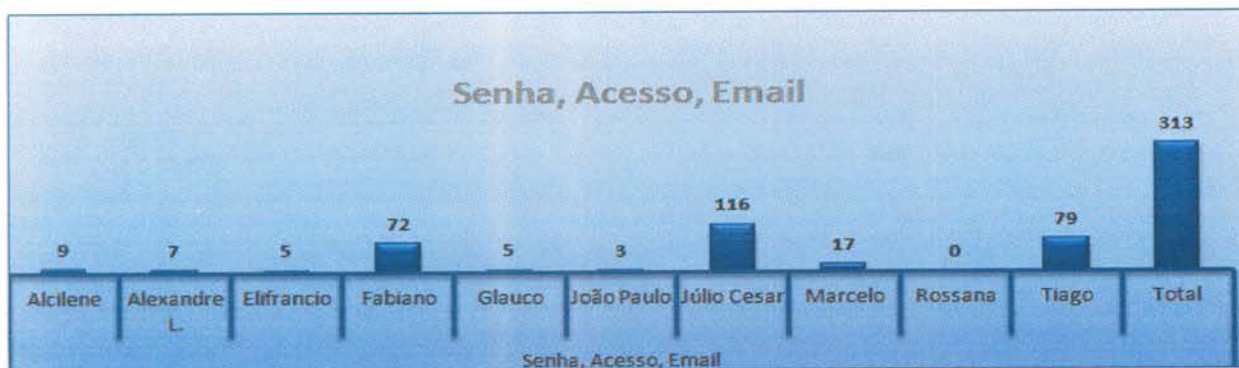 Senha, Acesso, Email
313
116
72
79
9
7
5
5
3
17
0
Alcilene
Alexandre L.
Elifrancio
Fabiano
Glauco
João Paulo
Júlio Cesar
Marcelo
Rossana
Tiago
Total
Senha, Acesso, Email